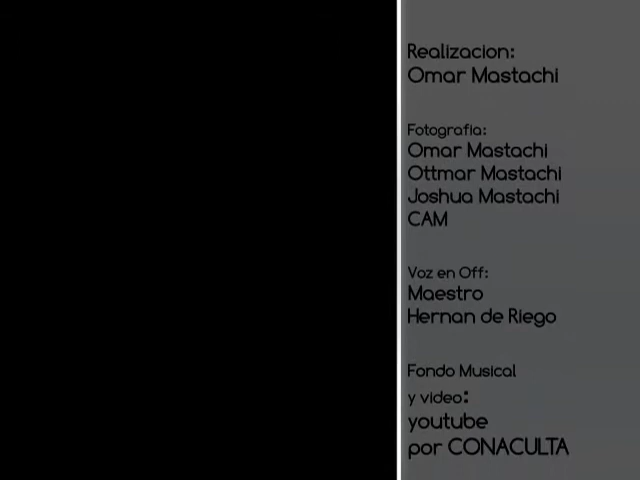 Realizacion:
Omar Mastachi
Fotografia:
Omar Mastachi
Ottmar Mastachi
Joshua Mastachi
CAM
Voz en Off:
Maestro
Hernan de Riego
Fondo Musical
y video:
youtube
por CONACULTA